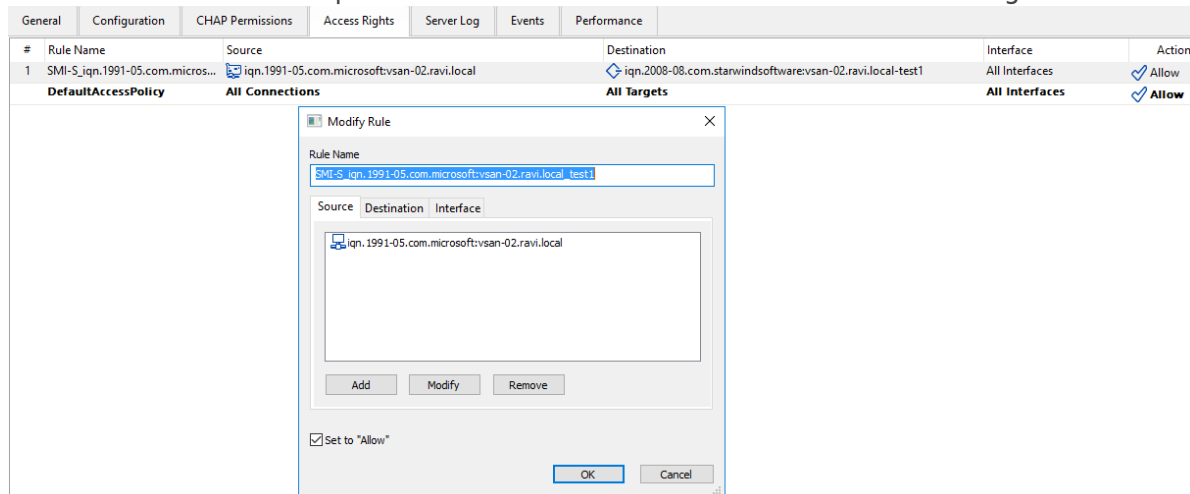 General Configuration CHAP Permissions Access Rights Server Log Events Performance
# Rule Name Source Destination Interface Action
1 SMI-S_iqn.1991-05.com.micros... iqn.1991-05.com.microsoft:vsan-02.ravi.local iqn.2008-08.com.starwindsoftware:vsan-02.ravi.local-test1 All Interfaces Allow
DefaultAccessPolicy All Connections All Targets All Interfaces Allow
Modify Rule
Rule Name
SMI-S_iqn.1991-05.com.microsoft:vsan-02.ravi.local_test1
Source Destination Interface
iqn.1991-05.com.microsoft:vsan-02.ravi.local
Add Modify Remove
Set to "Allow"
OK Cancel